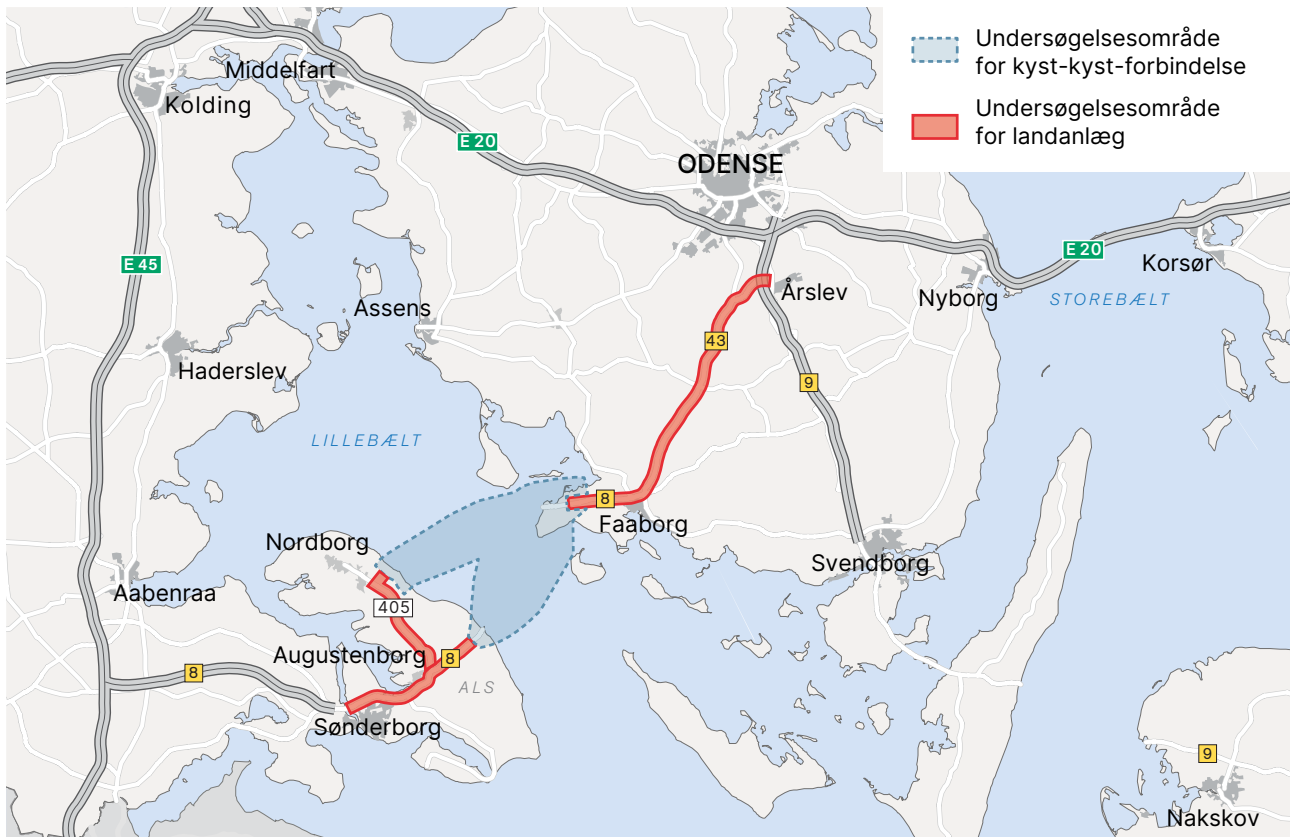 Undersøgelsesområde
for kyst-kyst-forbindelse
Undersøgelsesområde
for landanlæg
Middelfart
Kolding
E 20
ODENSE
E 45
E 20
Korsør
Årslev
Nyborg
STOREBÆLT
Assens
43
Haderslev
9
LILLEBÆLT
8
Faaborg
Nordborg
Svendborg
Aabenraa
405
Augustenborg
8
8
ALS
Sønderborg
9
Nakskov